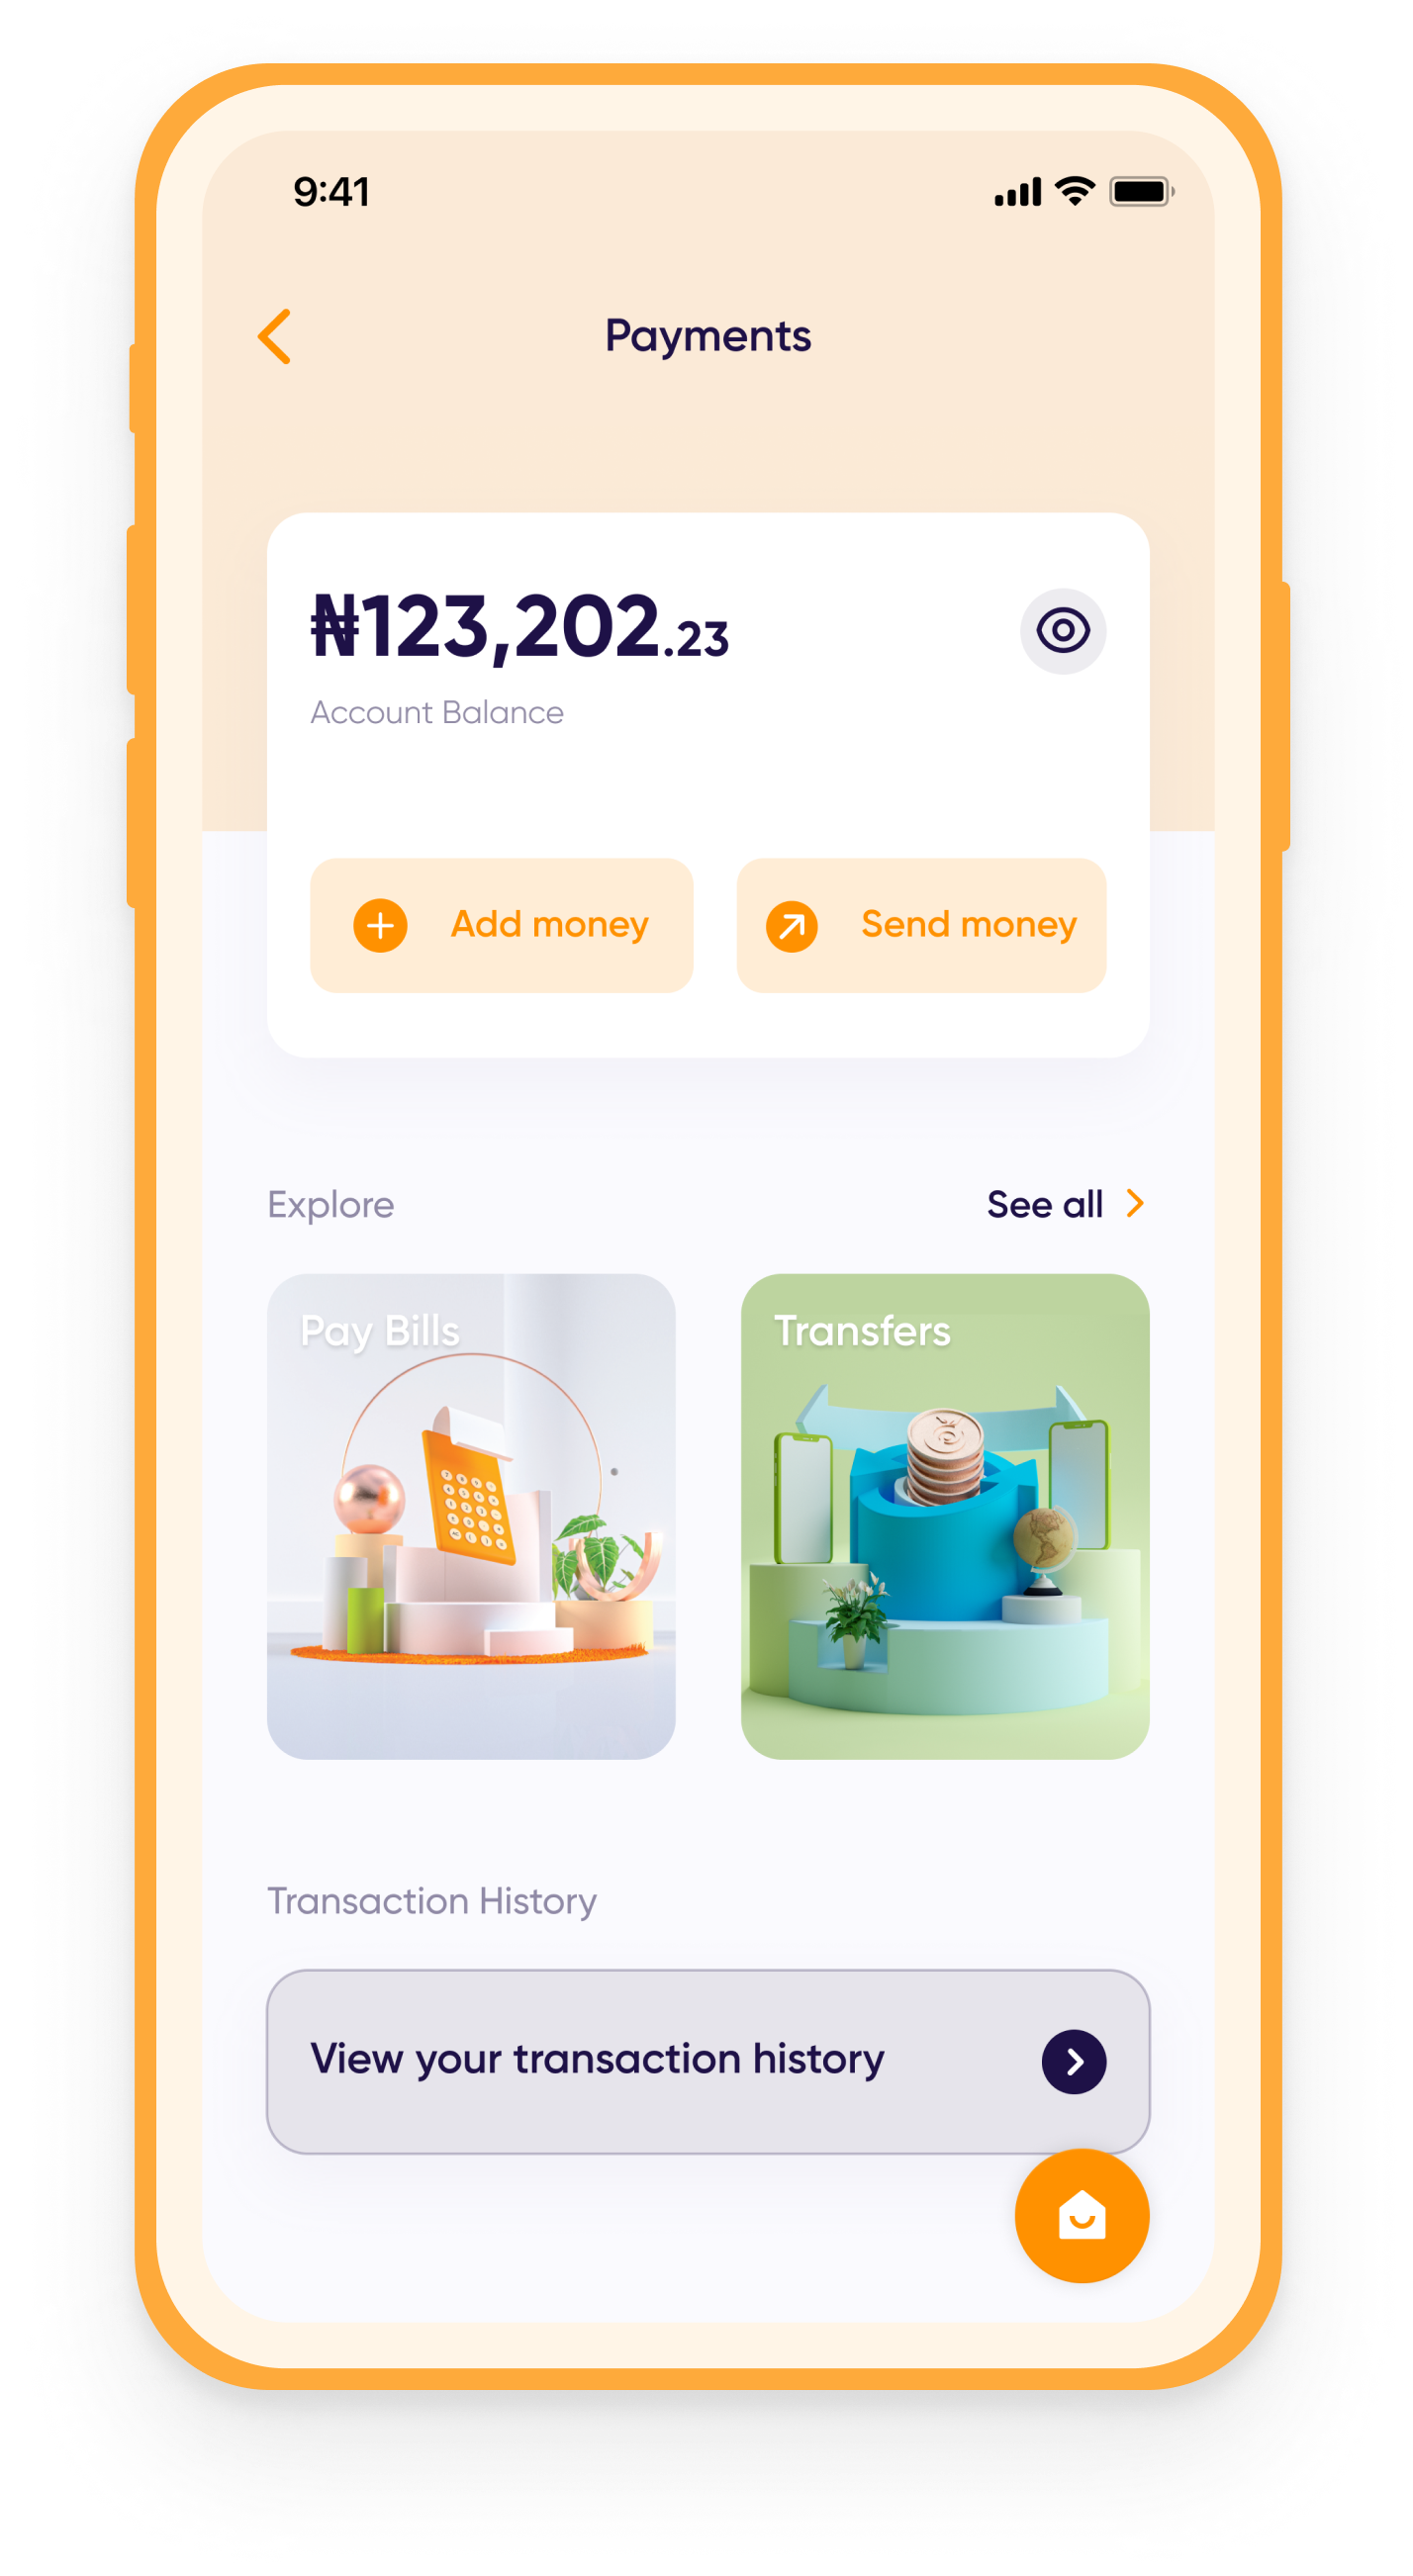 9:41
Payments
₦123,202.23
Account Balance
Add money
Send money
Explore
See all
Pay Bills
Transfers
Transaction History
View your transaction history